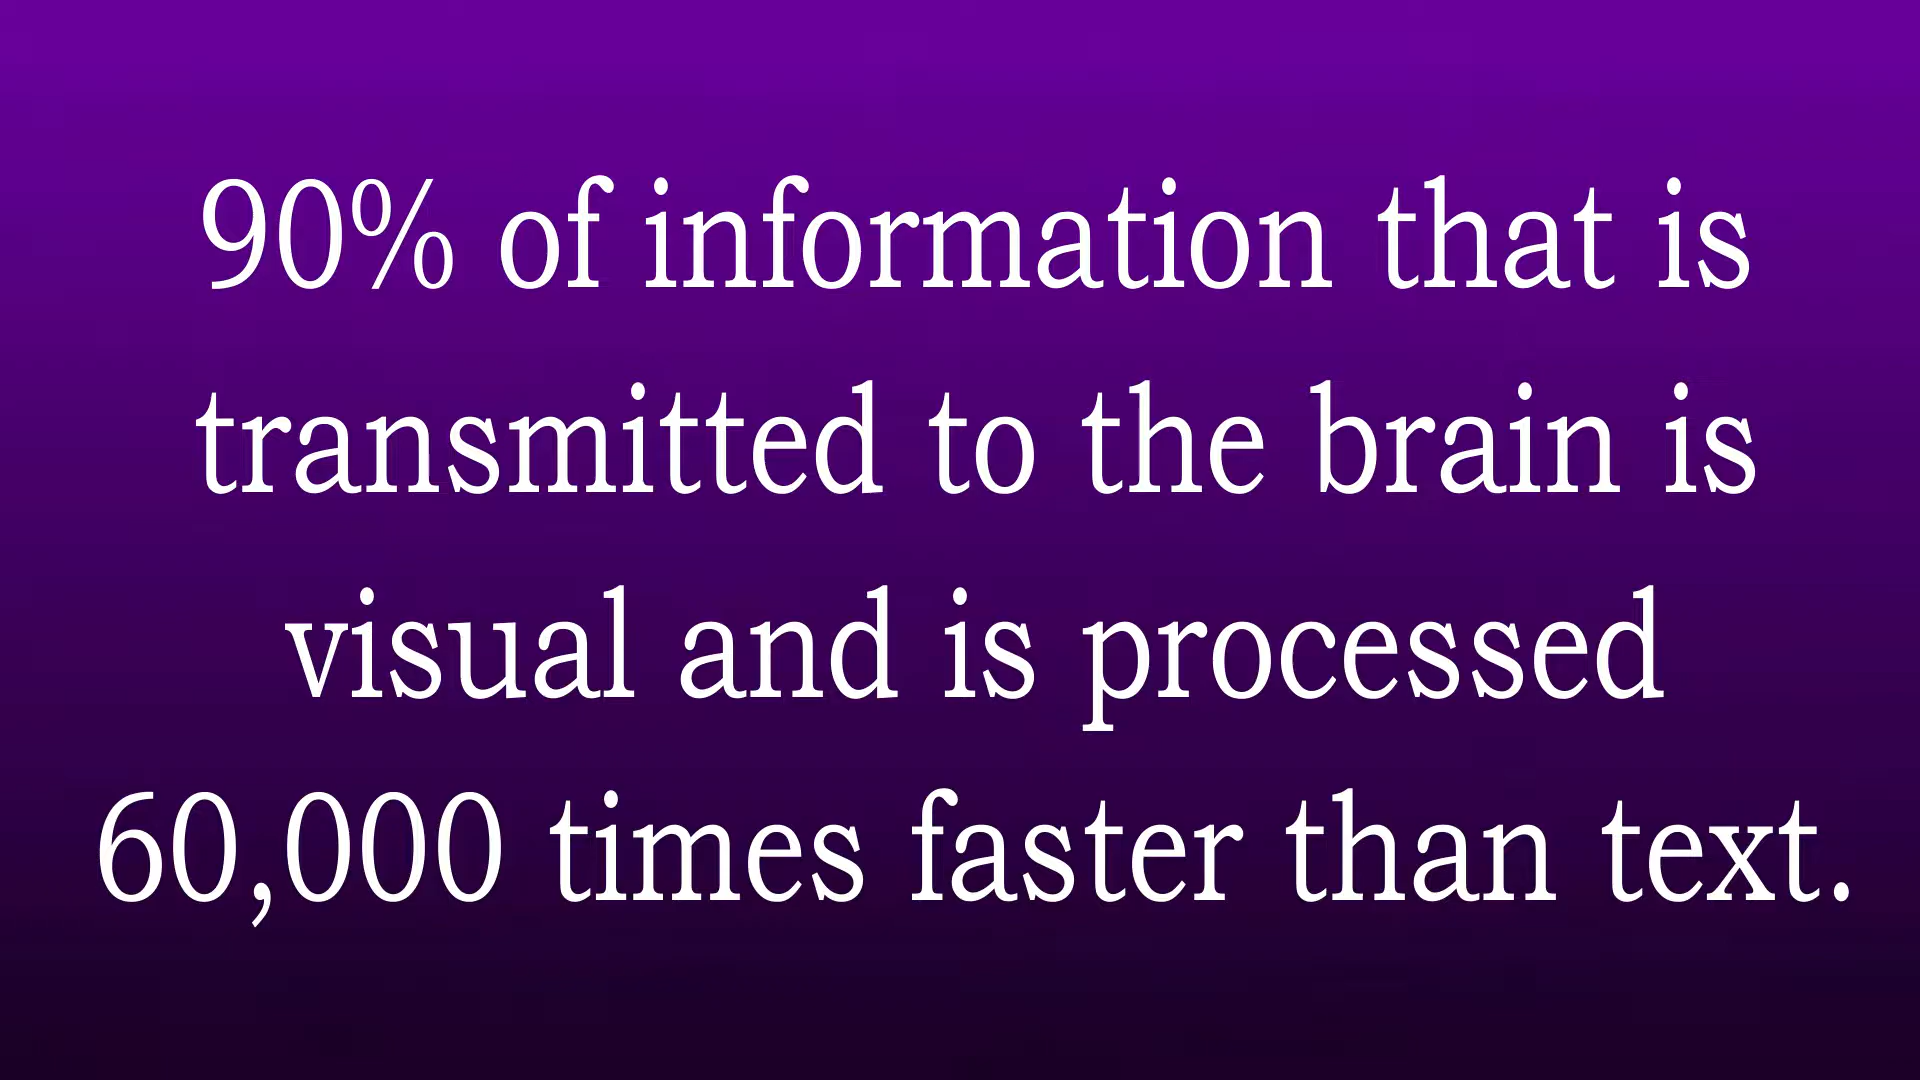 90% of information that is
transmitted to the brain is
visual and is processed
60,000 times faster than text.